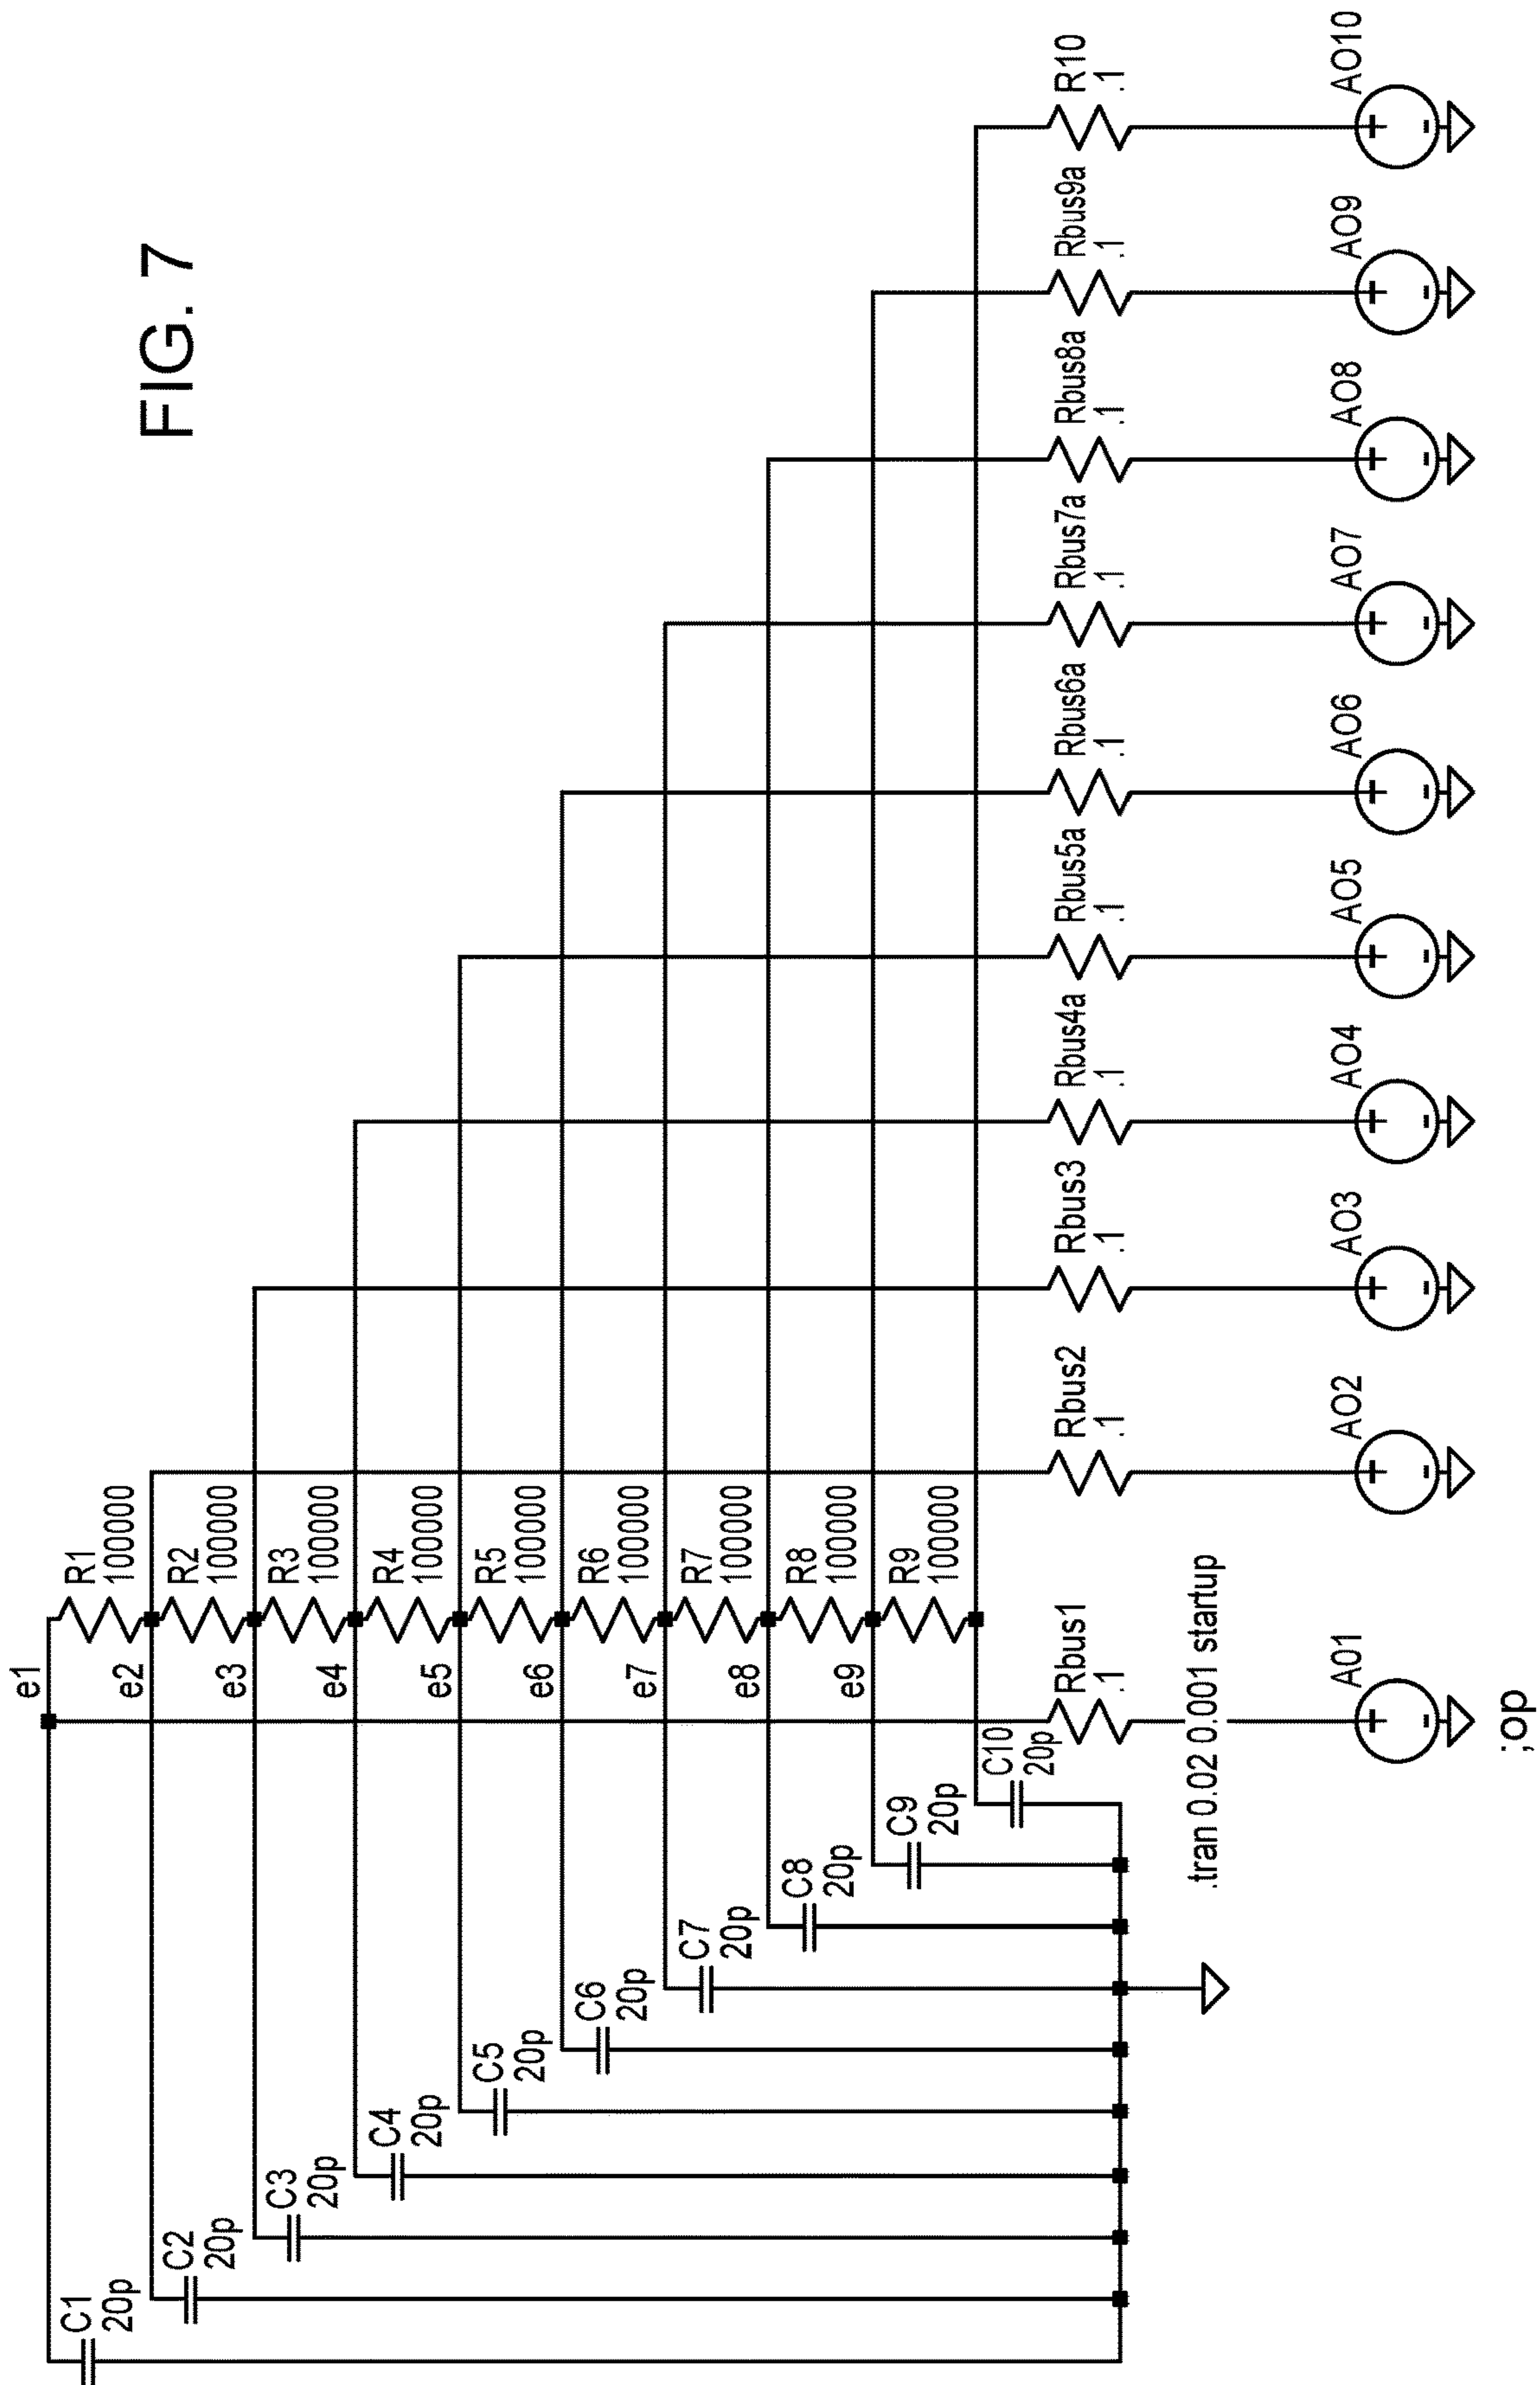 FIG. 7
e1
R1
100000
e2
R2
100000
e3
R3
100000
e4
R4
100000
e5
R5
100000
e6
R6
100000
e7
R7
100000
e8
R8
100000
e9
R9
100000
C1
20p
C2
20p
C3
20p
C4
20p
C5
20p
C6
20p
C7
20p
C8
20p
C9
20p
C10
20p
Rbus1
.1
Rbus2
.1
Rbus3
.1
Rbus4a
.1
Rbus5a
.1
Rbus6a
.1
Rbus7a
.1
Rbus8a
.1
Rbus9a
.1
R10
.1
.tran 0.02 0.001 startup
A01
AO2
AO3
AO4
AO5
AO6
AO7
AO8
AO9
AO10
+
-
+
-
+
-
+
-
+
-
+
-
+
-
+
-
+
-
+
-
;op